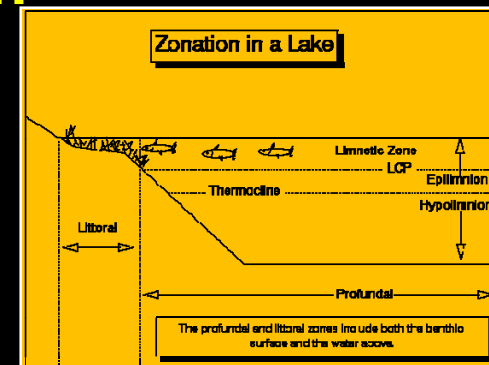 Zonation in a Lake
Limnetic Zone
LCP
Epilimnion
Thermocline
Hypolimnion
Littoral
Profundal
The profundal and littoral zones include both the benthic
surface and the water above.